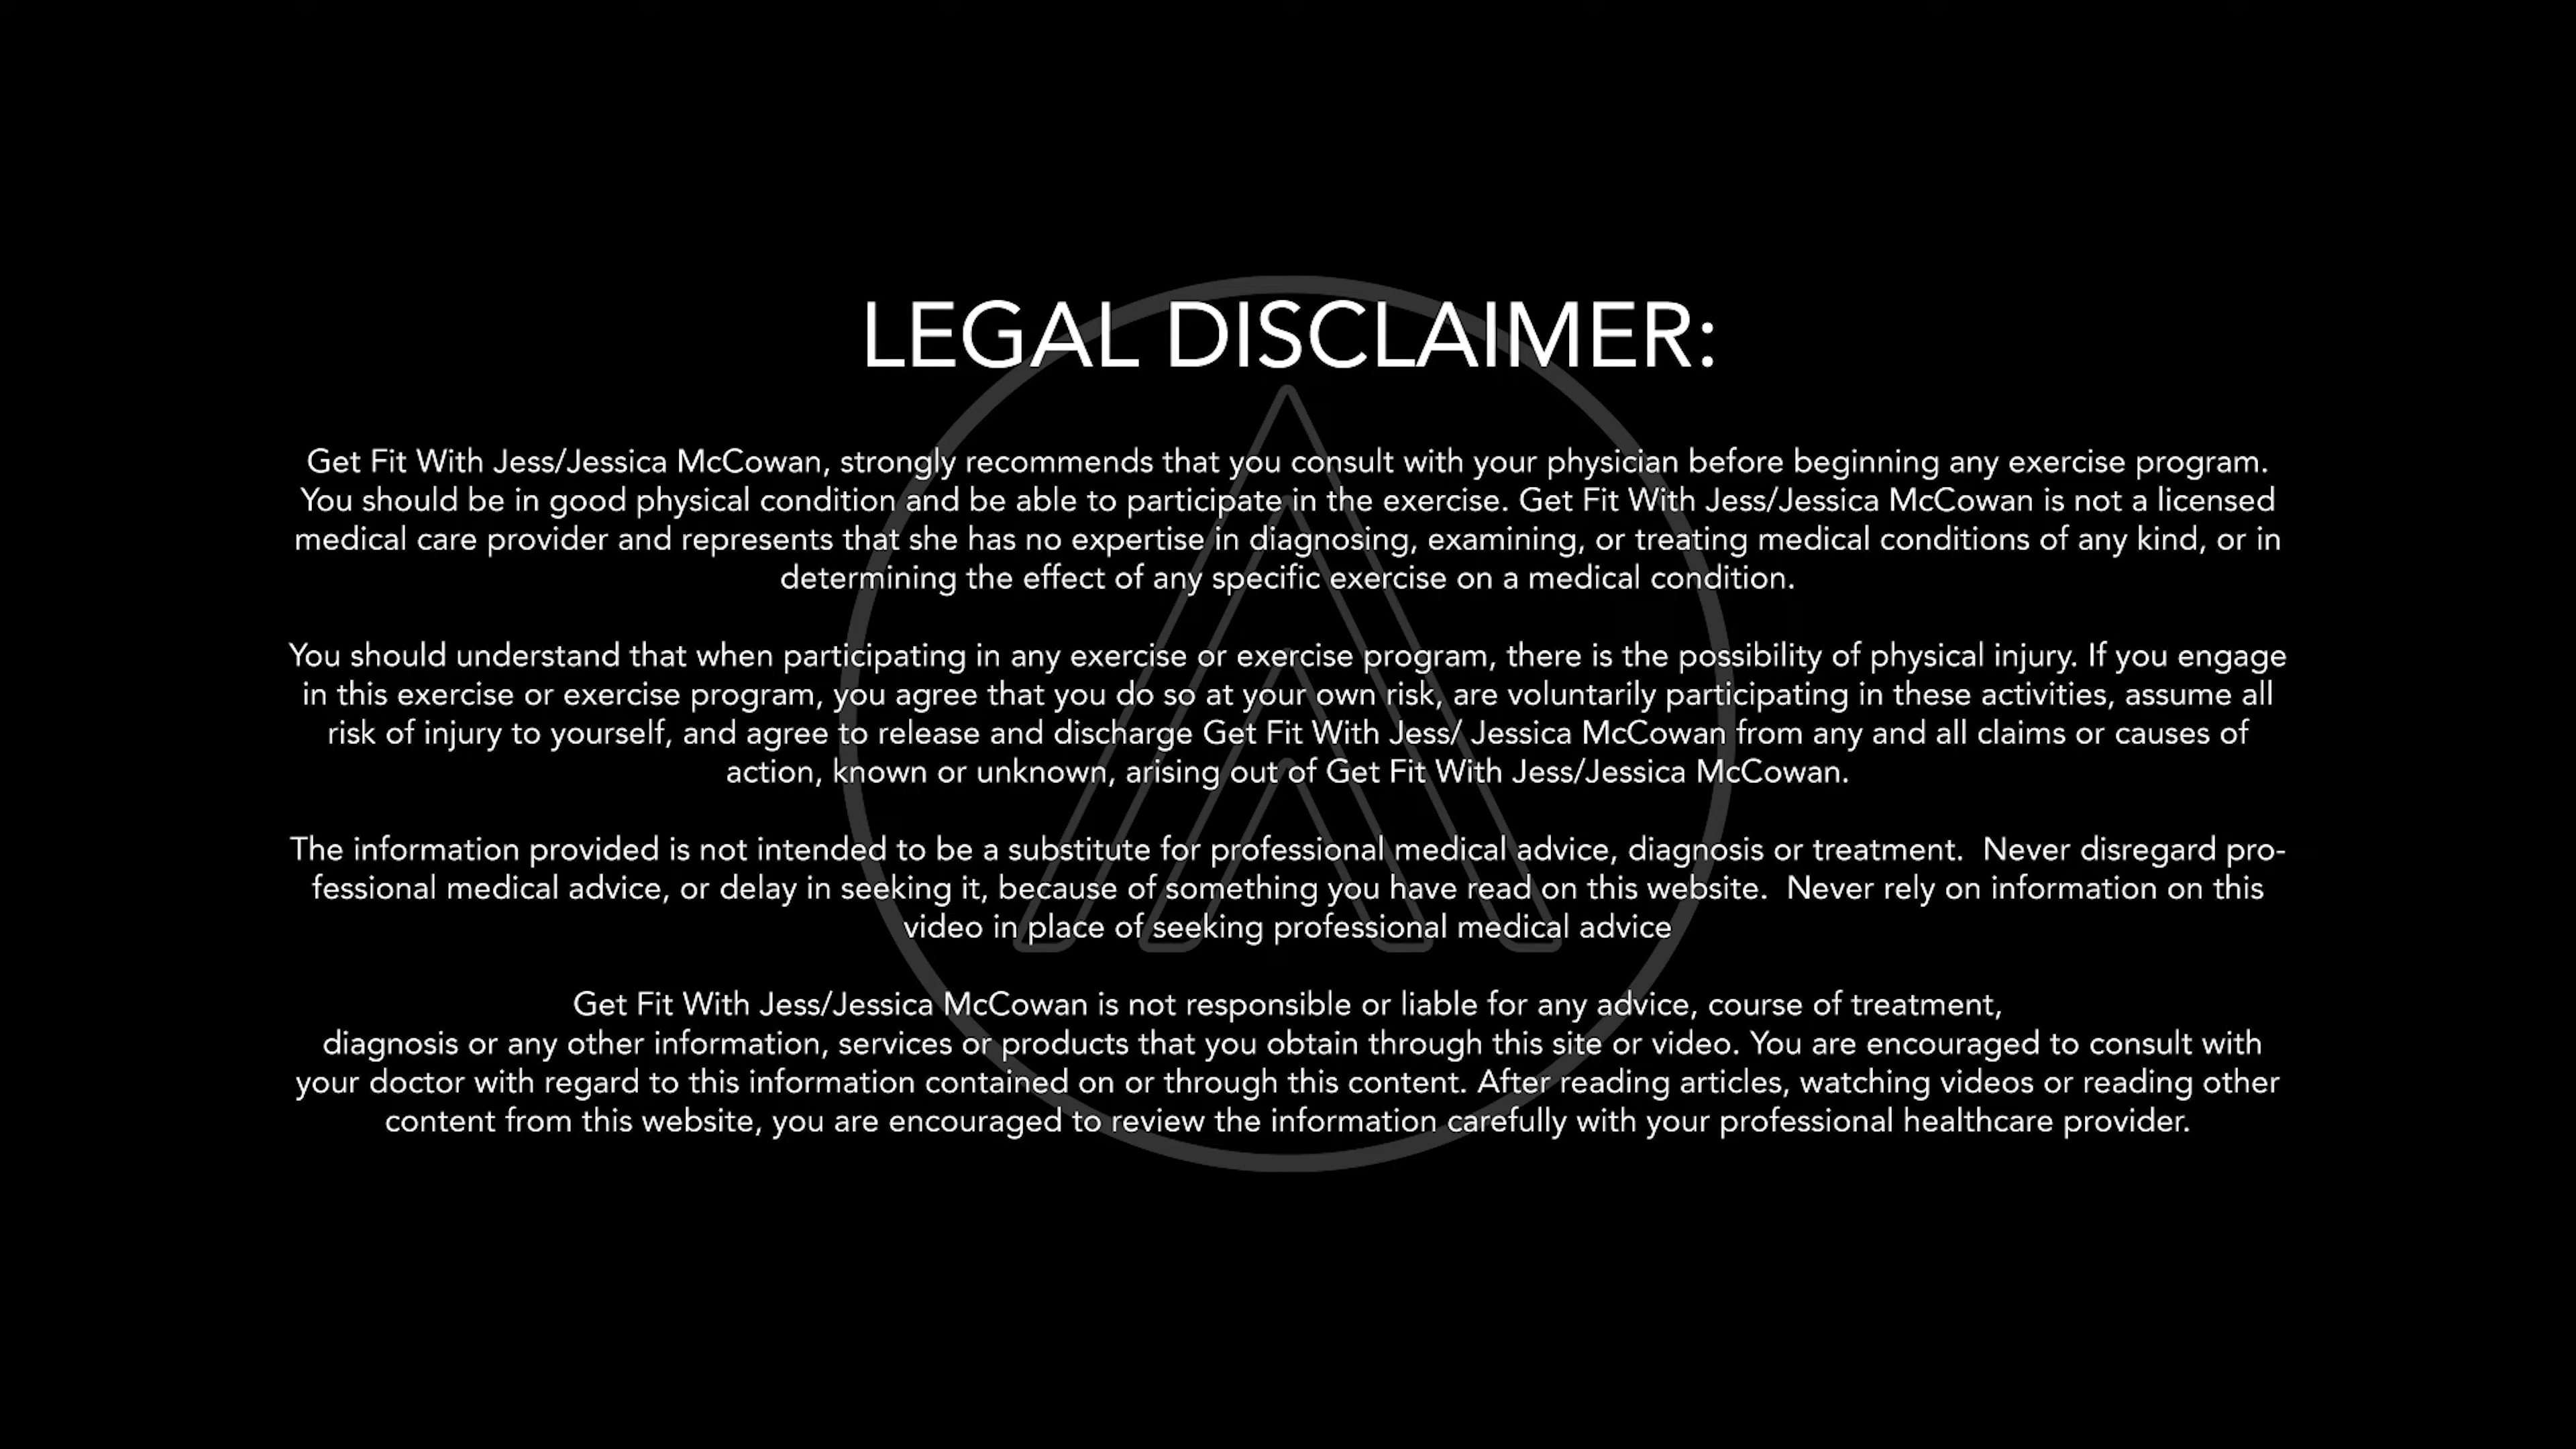 LEGAL DISCLAIMER:
Get Fit With Jess/Jessica McCowan, strongly recommends that you consult with your physician before beginning any exercise program.
You should be in good physical condition and be able to participate in the exercise. Get Fit With Jess/Jessica McCowan is not a licensed
medical care provider and represents that she has no expertise in diagnosing, examining, or treating medical conditions of any kind, or in
determining the effect of any specific exercise on a medical condition.
You should understand that when participating in any exercise or exercise program, there is the possibility of physical injury. If you engage
in this exercise or exercise program, you agree that you do so at your own risk, are voluntarily participating in these activities, assume all
risk of injury to yourself, and agree to release and discharge Get Fit With Jess/ Jessica McCowan from any and all claims or causes of
action, known or unknown, arising out of Get Fit With Jess/Jessica McCowan.
The information provided is not intended to be a substitute for professional medical advice, diagnosis or treatment.  Never disregard pro-
fessional medical advice, or delay in seeking it, because of something you have read on this website.  Never rely on information on this
video in place of seeking professional medical advice
Get Fit With Jess/Jessica McCowan is not responsible or liable for any advice, course of treatment,
diagnosis or any other information, services or products that you obtain through this site or video. You are encouraged to consult with
your doctor with regard to this information contained on or through this content. After reading articles, watching videos or reading other
content from this website, you are encouraged to review the information carefully with your professional healthcare provider.